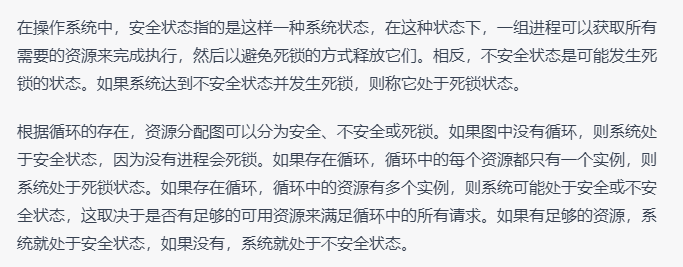 在操作系统中，安全状态指的是这样一种系统状态，在这种状态下，一组进程可以获取所有
需要的资源来完成执行，然后以避免死锁的方式释放它们。相反，不安全状态是可能发生死
锁的状态。如果系统达到不安全状态并发生死锁，则称它处于死锁状态。
根据循环的存在，资源分配图可以分为安全、不安全或死锁。如果图中没有循环，则系统处
于安全状态，因为没有进程会死锁。如果存在循环，循环中的每个资源都只有一个实例，则
系统处于死锁状态。如果存在循环，循环中的资源有多个实例，则系统可能处于安全或不安
全状态，这取决于是否有足够的可用资源来满足循环中的所有请求。如果有足够的资源，系
统就处于安全状态，如果没有，系统就处于不安全状态。